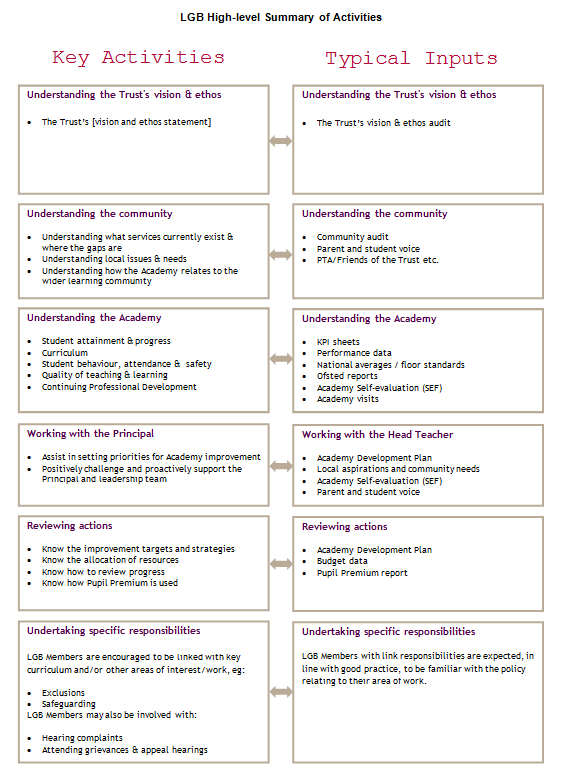 LGB High-level Summary of Activities
Key Activities
Typical Inputs
Understanding the Trust's vision & ethos
• The Trust's [vision and ethos statement]
Understanding the Trust's vision & ethos
• The Trust's vision & ethos audit
Understanding the community
• Understanding what services currently exist &
where the gaps are
• Understanding local issues & needs
• Understanding how the Academy relates to the
wider learning community
Understanding the community
• Community audit
• Parent and student voice
• PTA/Friends of the Trust etc.
Understanding the Academy
• Student attainment & progress
• Curriculum
• Student behaviour, attendance & safety
• Quality of teaching & learning
• Continuing Professional Development
Understanding the Academy
• KPI sheets
• Performance data
• National averages / floor standards
• Ofsted reports
• Academy Self-evaluation (SEF)
• Academy visits
Working with the Principal
• Assist in setting priorities for Academy improvement
• Positively challenge and proactively support the
Principal and leadership team
Working with the Head Teacher
• Academy Development Plan
• Local aspirations and community needs
• Academy Self-evaluation (SEF)
• Parent and student voice
Reviewing actions
• Know the improvement targets and strategies
• Know the allocation of resources
• Know how to review progress
• Know how Pupil Premium is used
Reviewing actions
• Academy Development Plan
• Budget data
• Pupil Premium report
Undertaking specific responsibilities
LGB Members are encouraged to be linked with key
curriculum and/or other areas of interest/work, eg:
• Exclusions
• Safeguarding
LGB Members may also be involved with:
• Hearing complaints
• Attending grievances & appeal hearings
Undertaking specific responsibilities
LGB Members with link responsibilities are expected, in
line with good practice, to be familiar with the policy
relating to their area of work.